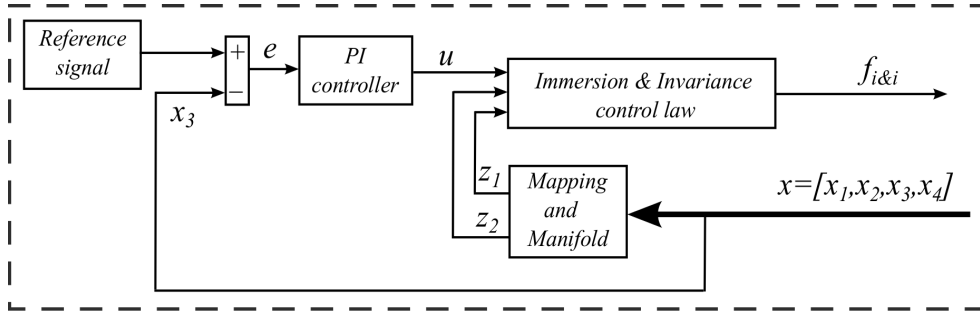 Reference
signal
+
−
e
PI
controller
u
Immersion & Invariance
control law
f_{i&i}
x_3
z_1
z_2
Mapping
and
Manifold
x=[x_1,x_2,x_3,x_4]